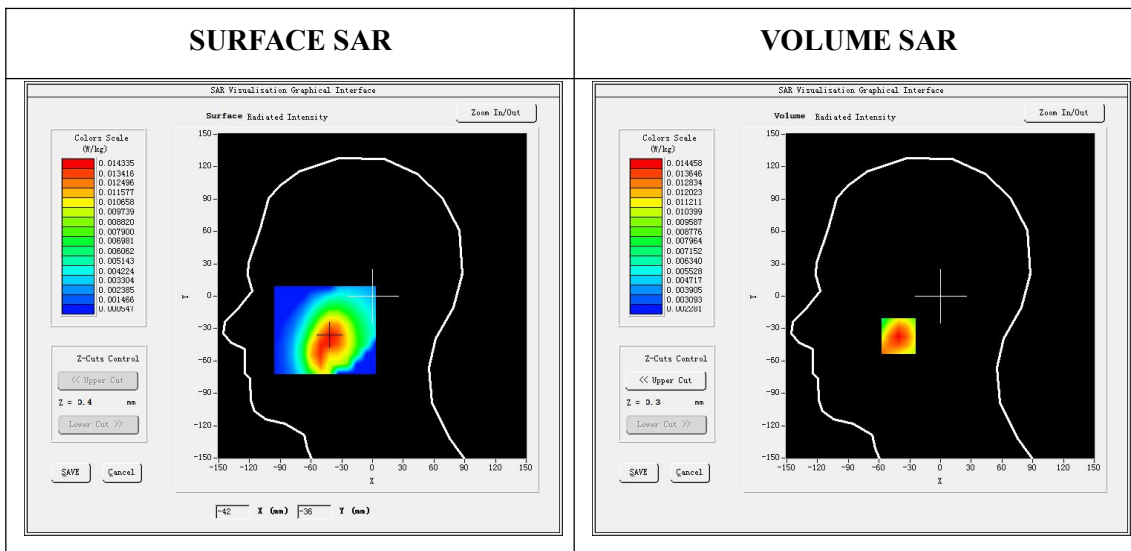 SURFACE SAR
VOLUME SAR
SAR Visualisation Graphical Interface
Surface Radiated Intensity
Zoom In/Out
Colors Scale
(W/kg)
0.014335
0.013416
0.012496
0.011577
0.010658
0.009739
0.008820
0.007900
0.006981
0.006062
0.005143
0.004224
0.003304
0.002385
0.001466
0.000547
Z-Cuts Control
<< Upper Cut
Z = 0.4 mm
Lower Cut >>
SAVE Cancel
150
120
90
60
30
0
-30
-60
-90
-120
-150
Y
-150 -120 -90 -60 -30 0 30 60 90 120 150
X
-42 X (mm) -36 Y (mm)
SAR Visualisation Graphical Interface
Volume Radiated Intensity
Zoom In/Out
Colors Scale
(W/kg)
0.014458
0.013646
0.012834
0.012023
0.011211
0.010399
0.009587
0.008776
0.007964
0.007152
0.006340
0.005528
0.004717
0.003905
0.003093
0.002281
Z-Cuts Control
<< Upper Cut
Z = 0.3 mm
Lower Cut >>
SAVE Cancel
150
120
90
60
30
0
-30
-60
-90
-120
-150
Y
-150 -120 -90 -60 -30 0 30 60 90 120 150
X